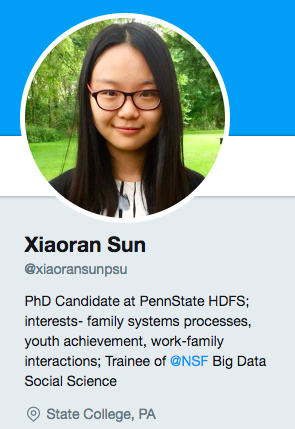 Xiaoran Sun
@xiaoransunpsu
PhD Candidate at PennState HDFS;
interests- family systems processes,
youth achievement, work-family
interactions; Trainee of @NSF Big Data
Social Science
State College, PA